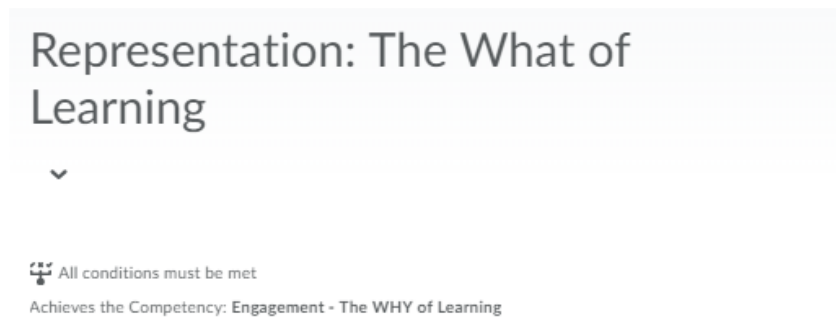 Representation: The What of
Learning
All conditions must be met
Achieves the Competency: Engagement - The WHY of Learning